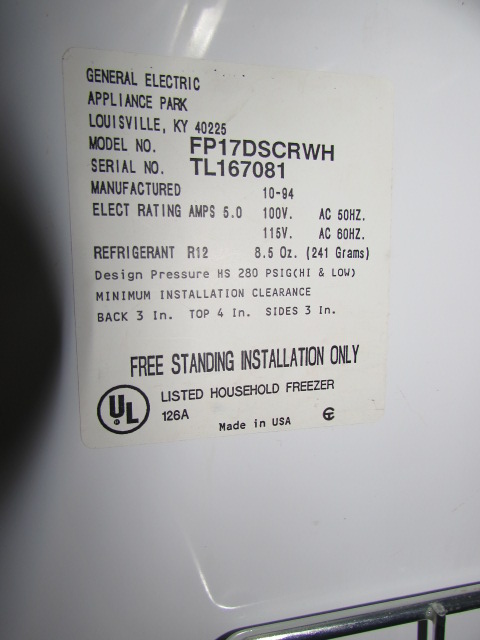 GENERAL ELECTRIC
APPLIANCE PARK
LOUISVILLE, KY 40225
MODEL NO. FP17DSCRWH
SERIAL NO. TL167081
MANUFACTURED 10-94
ELECT RATING AMPS 5.0 100V. AC 50HZ.
115V. AC 60HZ.
REFRIGERANT R12 8.5 Oz. (241 Grams)
Design Pressure HS 280 PSIG(HI & LOW)
MINIMUM INSTALLATION CLEARANCE
BACK 3 In. TOP 4 In. SIDES 3 In.
FREE STANDING INSTALLATION ONLY
UL ® LISTED HOUSEHOLD FREEZER
126A
Made in USA